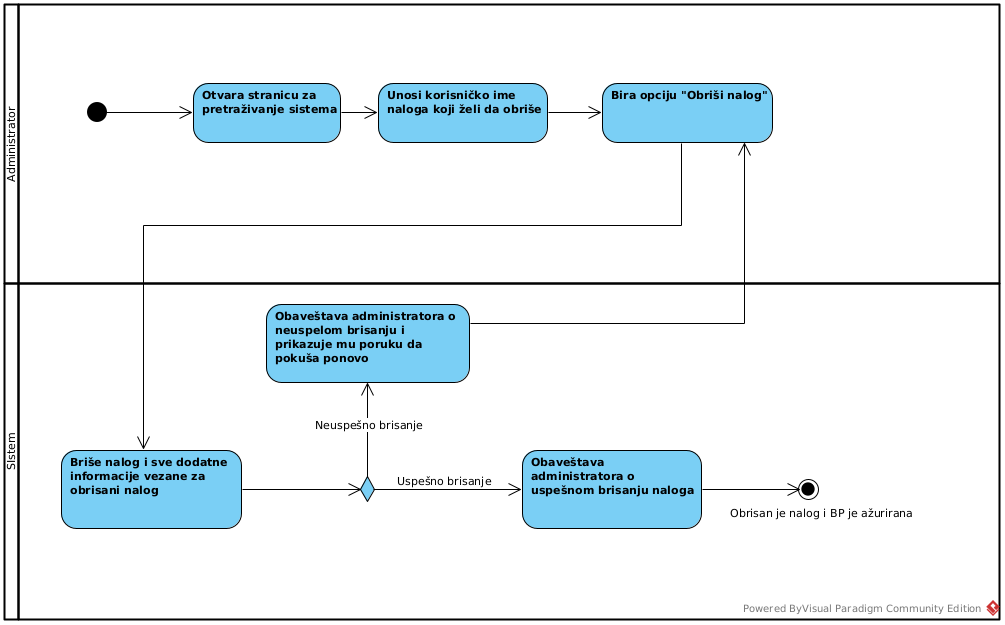 Administrator
Otvara stranicu za
pretraživanje sistema
Unosi korisničko ime
naloga koji želi da obriše
Bira opciju "Obriši nalog"
SIstem
Obaveštava administratora o
neuspelom brisanju i
prikazuje mu poruku da
pokuša ponovo
Neuspešno brisanje
Briše nalog i sve dodatne
informacije vezane za
obrisani nalog
Uspešno brisanje
Obaveštava
administratora o
uspešnom brisanju naloga
Obrisan je nalog i BP je ažurirana
Powered ByVisual Paradigm Community Edition